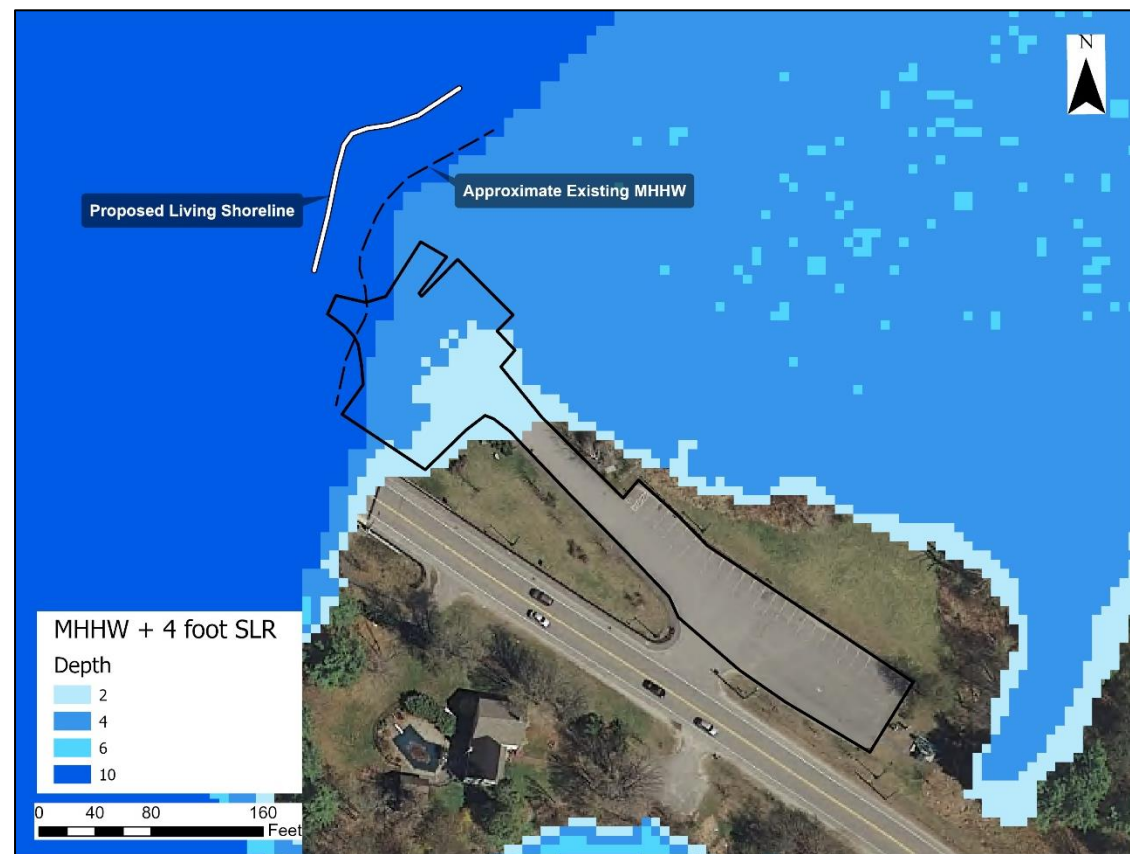 N
Proposed Living Shoreline
Approximate Existing MHHW
MHHW + 4 foot SLR
Depth
2
4
6
10
0 40 80 160
Feet